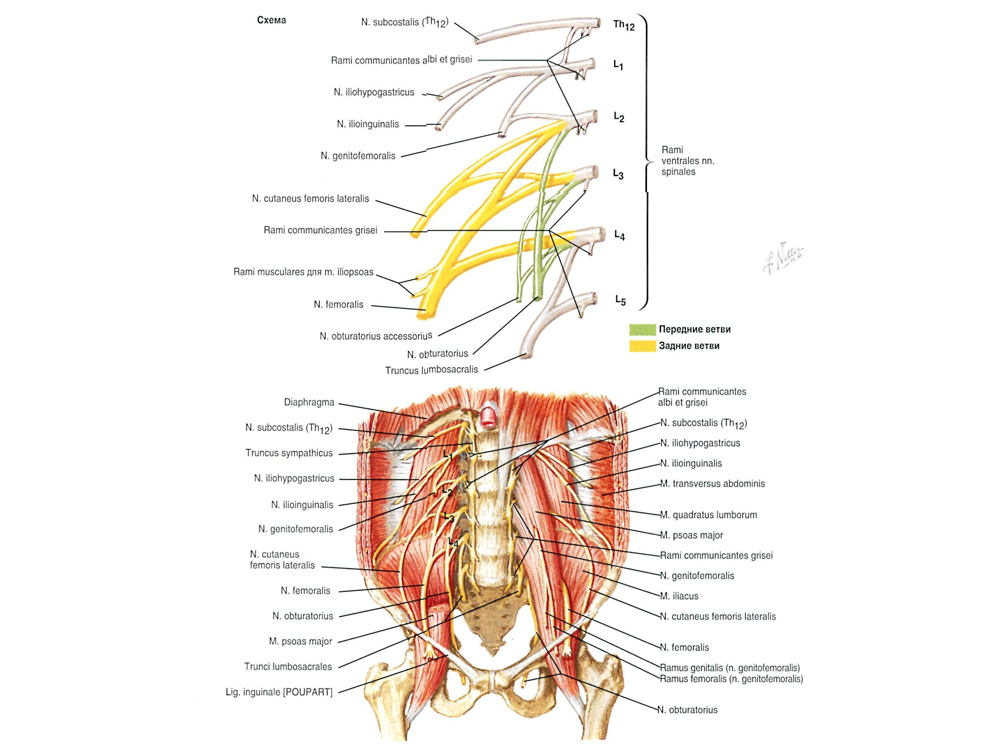 Схема
N. subcostalis (Th12)
Rami communicantes albi et grisei
N. iliohypogastricus
N. ilioinguinalis
N. genitofemoralis
N. cutaneus femoris lateralis
Rami communicantes grisei
Rami musculares для m. iliopsoas
N. femoralis
N. obturatorius accessorius
N. obturatorius
Truncus lumbosacralis
Th12
L1
L2
L3
L4
L5
Rami
ventrales nn.
spinales
F. Netter
M.D.
Передние ветви
Задние ветви
Diaphragma
N. subcostalis (Th12)
Truncus sympathicus
N. iliohypogastricus
N. ilioinguinalis
N. genitofemoralis
N. cutaneus
femoris lateralis
N. femoralis
N. obturatorius
M. psoas major
Trunci lumbosacrales
Lig. inguinale [POUPART]
L1
L2
L3
L4
Rami communicantes
albi et grisei
N. subcostalis (Th12)
N. iliohypogastricus
N. ilioinguinalis
M. transversus abdominis
M. quadratus lumborum
M. psoas major
Rami communicantes grisei
N. genitofemoralis
M. iliacus
N. cutaneus femoris lateralis
N. femoralis
Ramus genitalis (n. genitofemoralis)
Ramus femoralis (n. genitofemoralis)
N. obturatorius